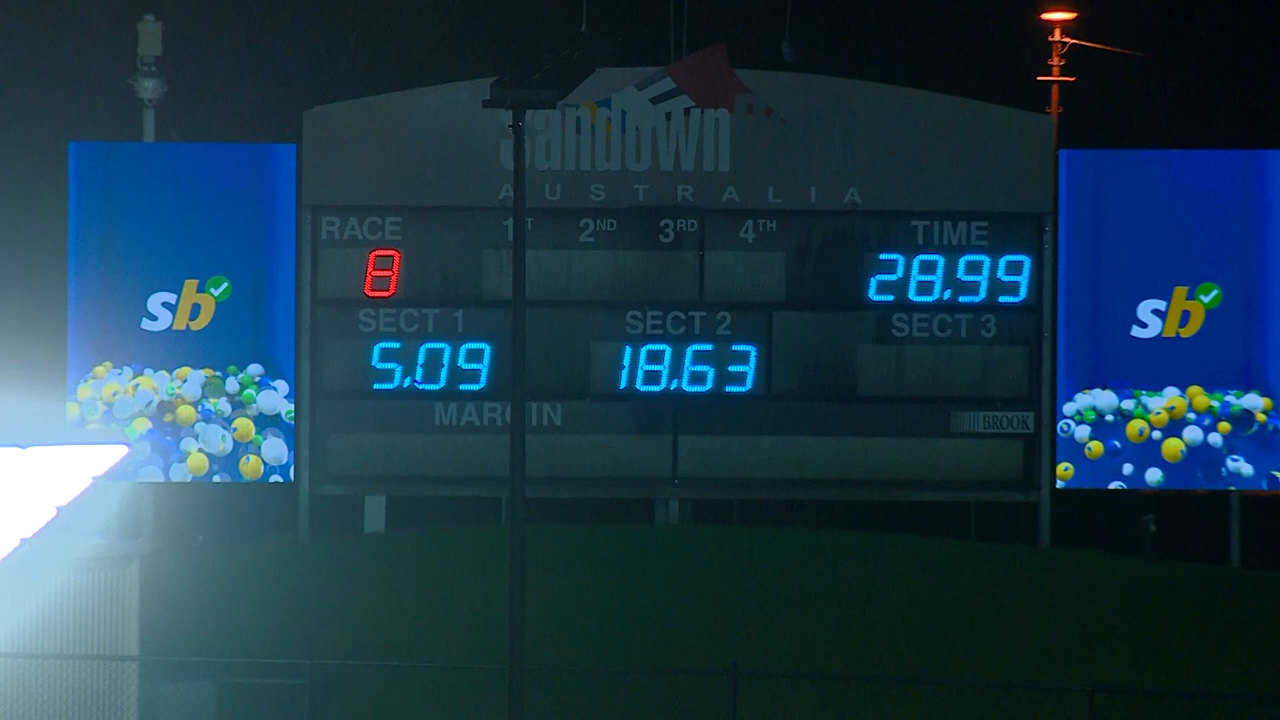 Sandown
AUSTRALIA
RACE 1ST 2ND 3RD 4TH TIME
8 28.99
SECT 1 SECT 2 SECT 3
5.09 18.63
MARGIN
BROOK
sb
sb